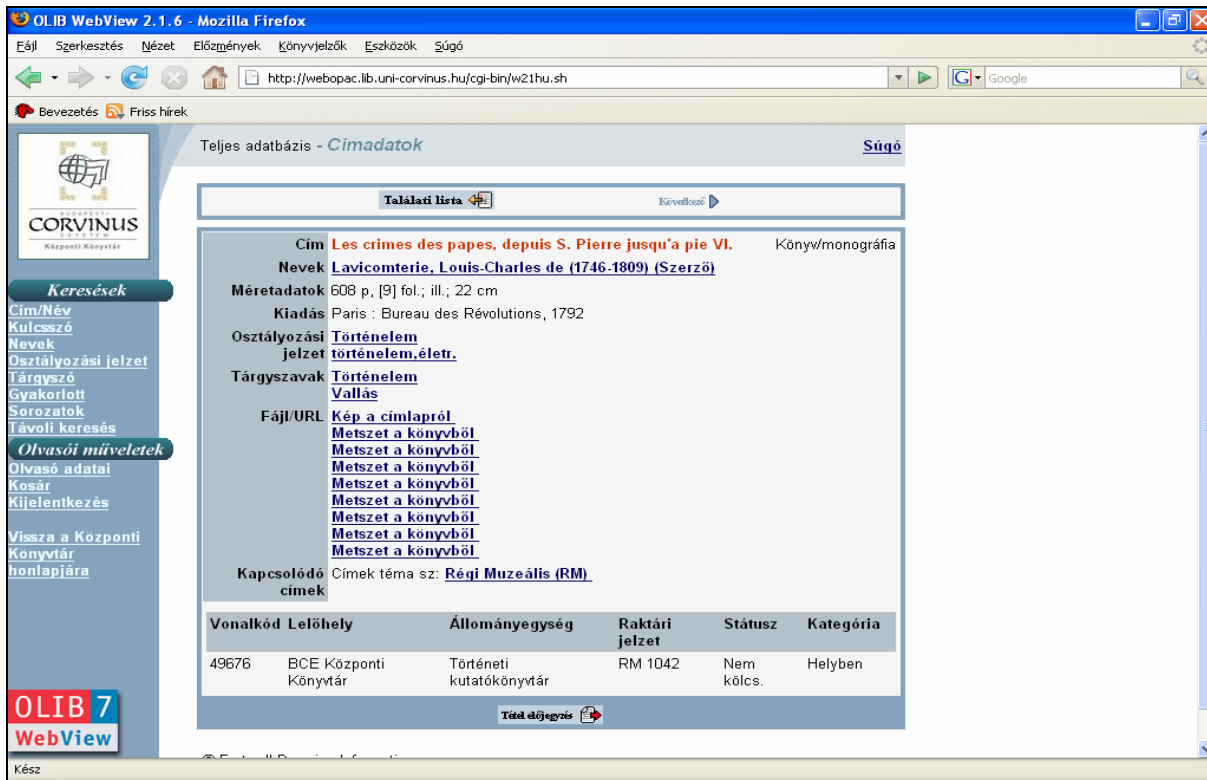 OLIB WebView 2.1.6 - Mozilla Firefox
Fájl Szerkesztés Nézet Előzmények Könyvjelzők Eszközök Súgó
http://webopac.lib.uni-corvinus.hu/cgi-bin/w21hu.sh
G Google
Bevezetés Friss hírek
BUDAPESTI
CORVINUS
EGYETEM
Központi Könyvtár
Keresések
Cím/Név
Kulcsszó
Nevek
Osztályozási jelzet
Tárgyszó
Gyakorlott
Sorozatok
Távoli keresés
Olvasói műveletek
Olvasó adatai
Kosár
Kijelentkezés
Vissza a Központi
Könyvtár
honlapjára
OLIB 7
WebView
Teljes adatbázis - Címadatok Súgó
Találati lista Következő
Cím Les crimes des papes, depuis S. Pierre jusqu'a pie VI. Könyv/monográfia
Nevek Lavicomterie, Louis-Charles de (1746-1809) (Szerző)
Méretadatok 608 p, [9] fol.; ill.; 22 cm
Kiadás Paris : Bureau des Révolutions, 1792
Osztályozási Történelem
jelzet történelem,életr.
Tárgyszavak Történelem
Vallás
Fájl/URL Kép a címlapról
Metszet a könyvből
Metszet a könyvből
Metszet a könyvből
Metszet a könyvből
Metszet a könyvből
Metszet a könyvből
Metszet a könyvből
Metszet a könyvből
Kapcsolódó Címek téma sz: Régi Muzeális (RM)
címek
Vonalkód Lelőhely Állományegység Raktári Státusz Kategória
jelzet
49676 BCE Központi Történeti RM 1042 Nem Helyben
Könyvtár kutatókönyvtár kölcs.
Tétel előjegyzés
Kész